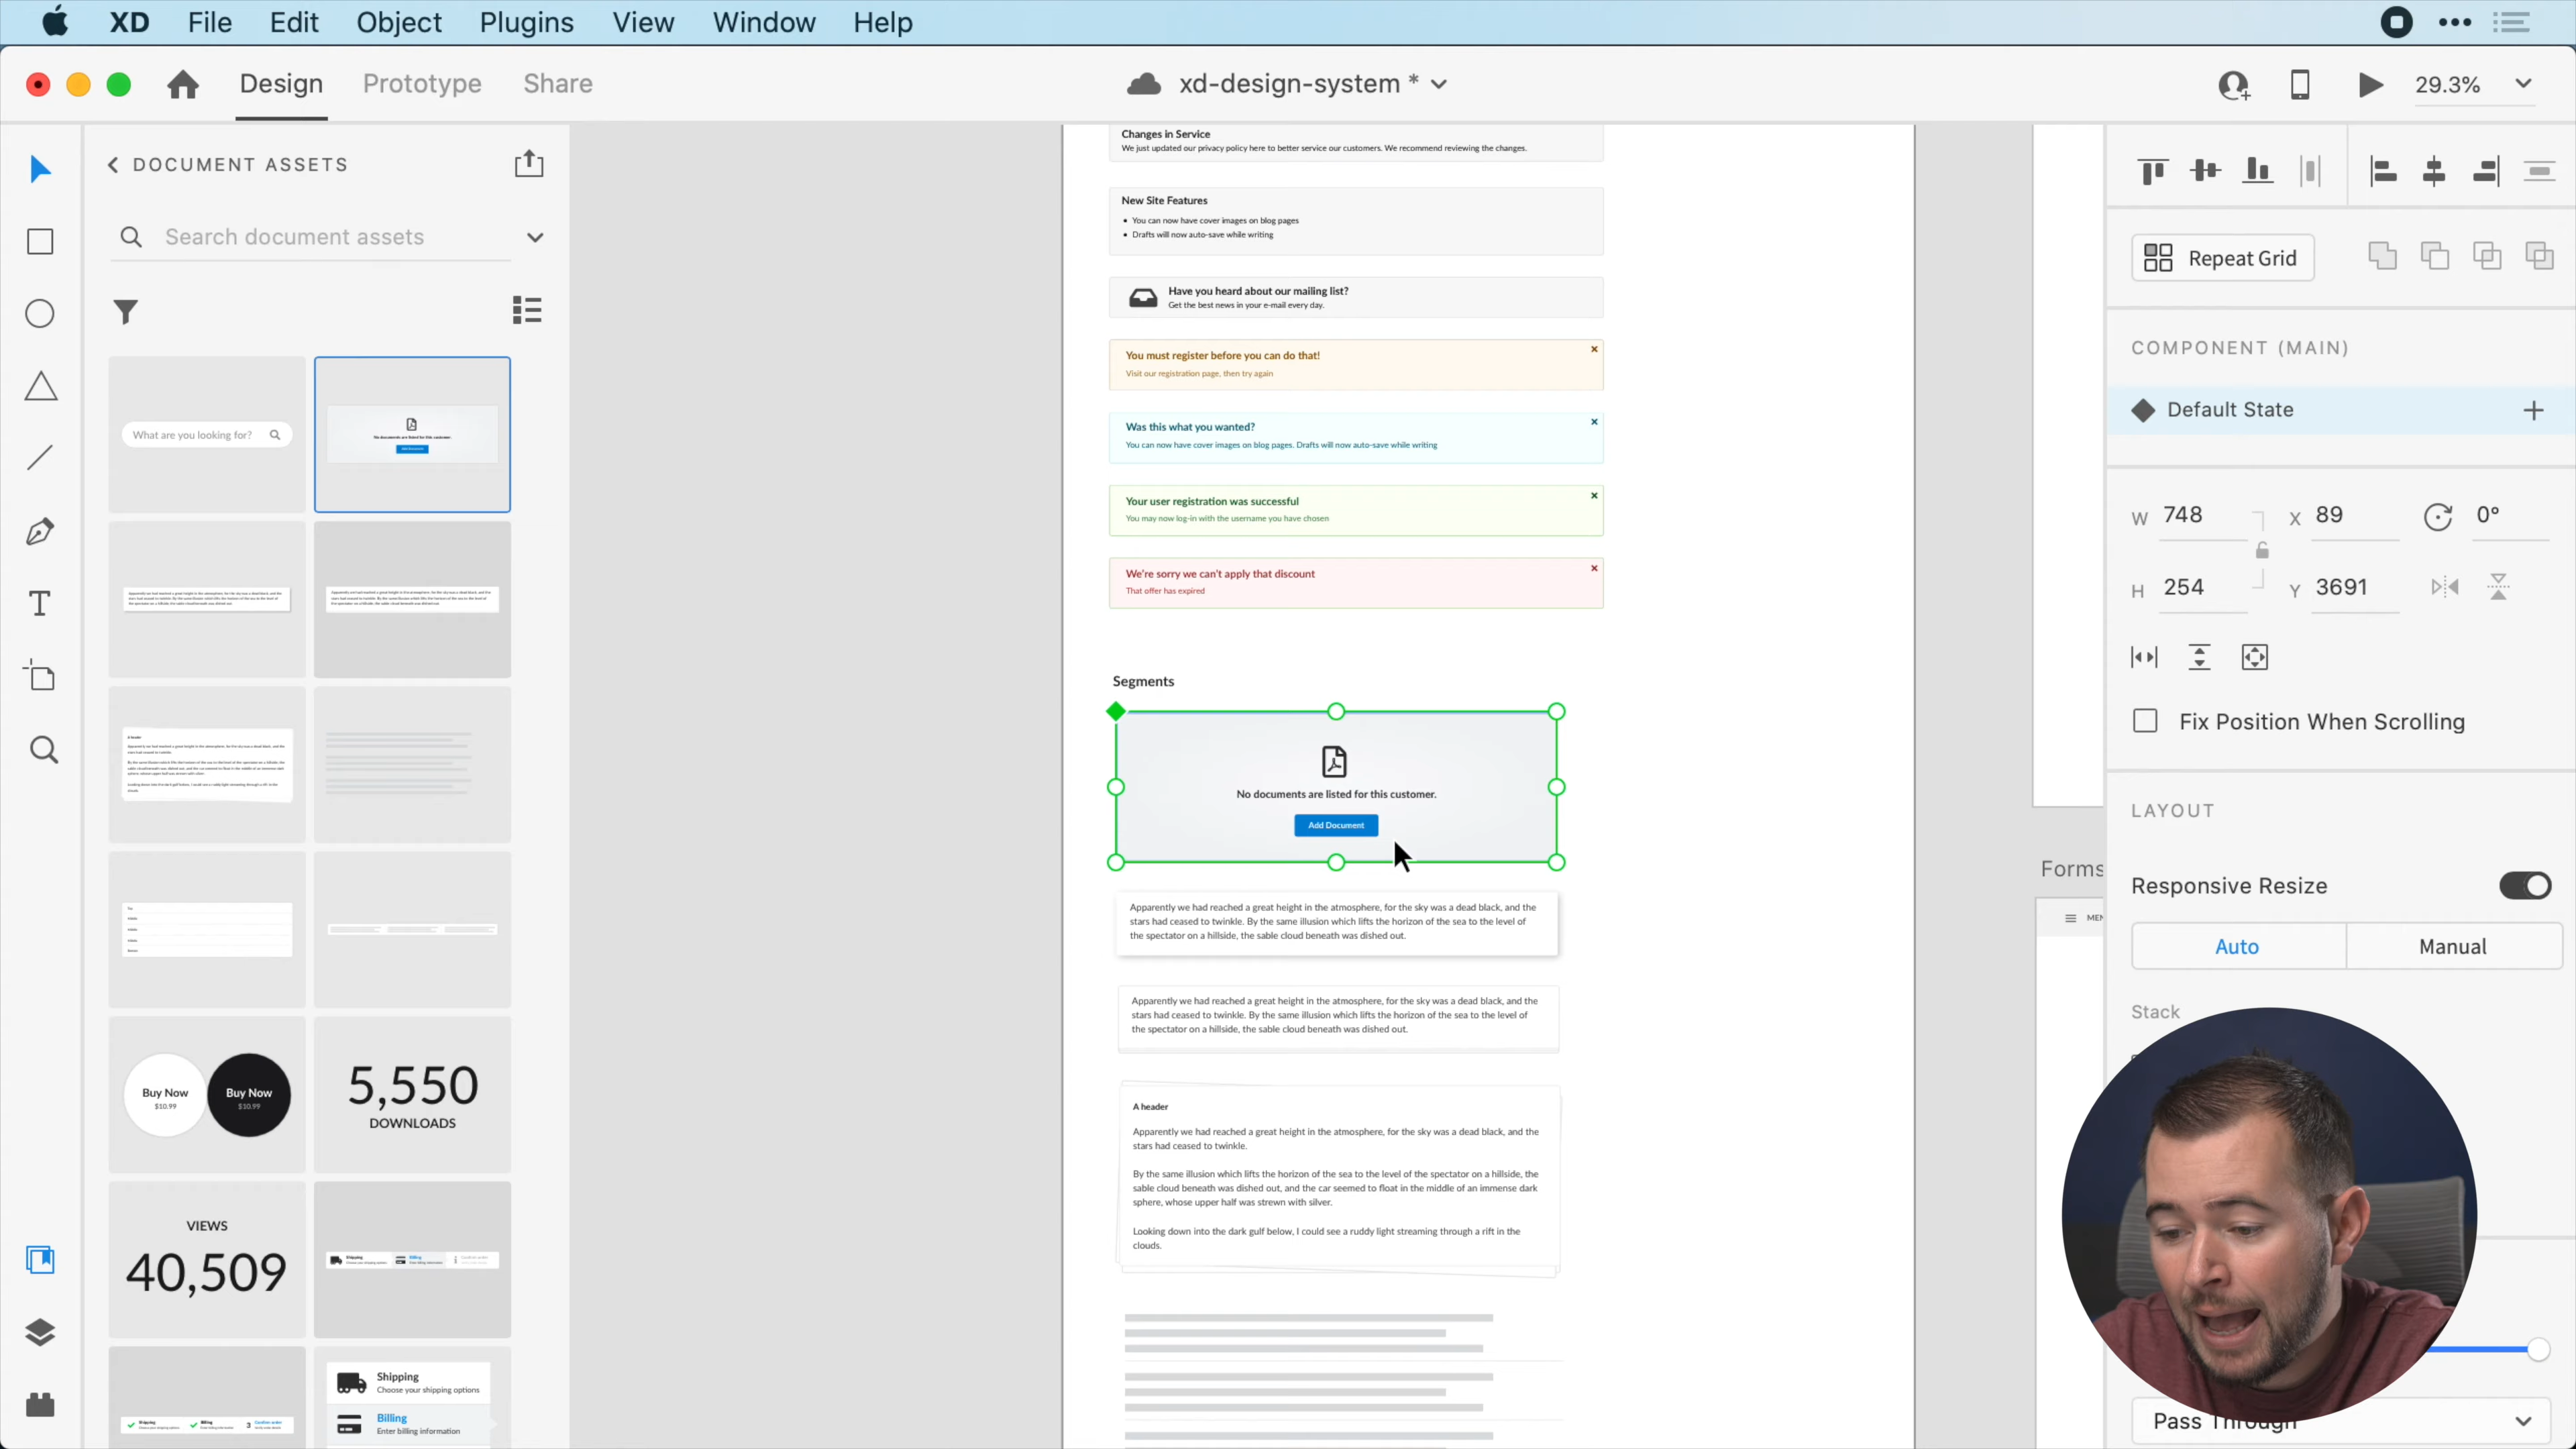 XD File Edit Object Plugins View Window Help
Design Prototype Share
xd-design-system *
29.3%
DOCUMENT ASSETS
Search document assets
What are you looking for?
No documents are listed for this customer.
Buy Now
$10.99
Buy Now
$10.99
5,550
DOWNLOADS
VIEWS
40,509
Shipping
Choose your shipping options
Billing
Enter billing information
Changes in Service
We just updated our privacy policy here to better service our customers. We recommend reviewing the changes.
New Site Features
• You can now have cover images on blog pages
• Drafts will now auto-save while writing
Have you heard about our mailing list?
Get the best news in your e-mail every day.
You must register before you can do that!
Visit our registration page, then try again
Was this what you wanted?
You can now have cover images on blog pages. Drafts will now auto-save while writing
Your user registration was successful
You may now log-in with the username you have chosen
We're sorry we can't apply that discount
That offer has expired
Segments
No documents are listed for this customer.
Add Document
Apparently we had reached a great height in the atmosphere, for the sky was a dead black, and the
stars had ceased to twinkle. By the same illusion which lifts the horizon of the sea to the level of
the spectator on a hillside, the sable cloud beneath was dished out.
Apparently we had reached a great height in the atmosphere, for the sky was a dead black, and the
stars had ceased to twinkle. By the same illusion which lifts the horizon of the sea to the level of
the spectator on a hillside, the sable cloud beneath was dished out.
A header
Apparently we had reached a great height in the atmosphere, for the sky was a dead black, and the
stars had ceased to twinkle.
By the same illusion which lifts the horizon of the sea to the level of the spectator on a hillside, the
sable cloud beneath was dished out, and the car seemed to float in the middle of an immense dark
sphere, whose upper half was strewn with silver.
Looking down into the dark gulf below, I could see a ruddy light streaming through a rift in the
clouds.
Forms
MEN
Repeat Grid
COMPONENT (MAIN)
Default State
W 748 X 89 0°
H 254 Y 3691
Fix Position When Scrolling
LAYOUT
Responsive Resize
Auto Manual
Stack
Pass Through